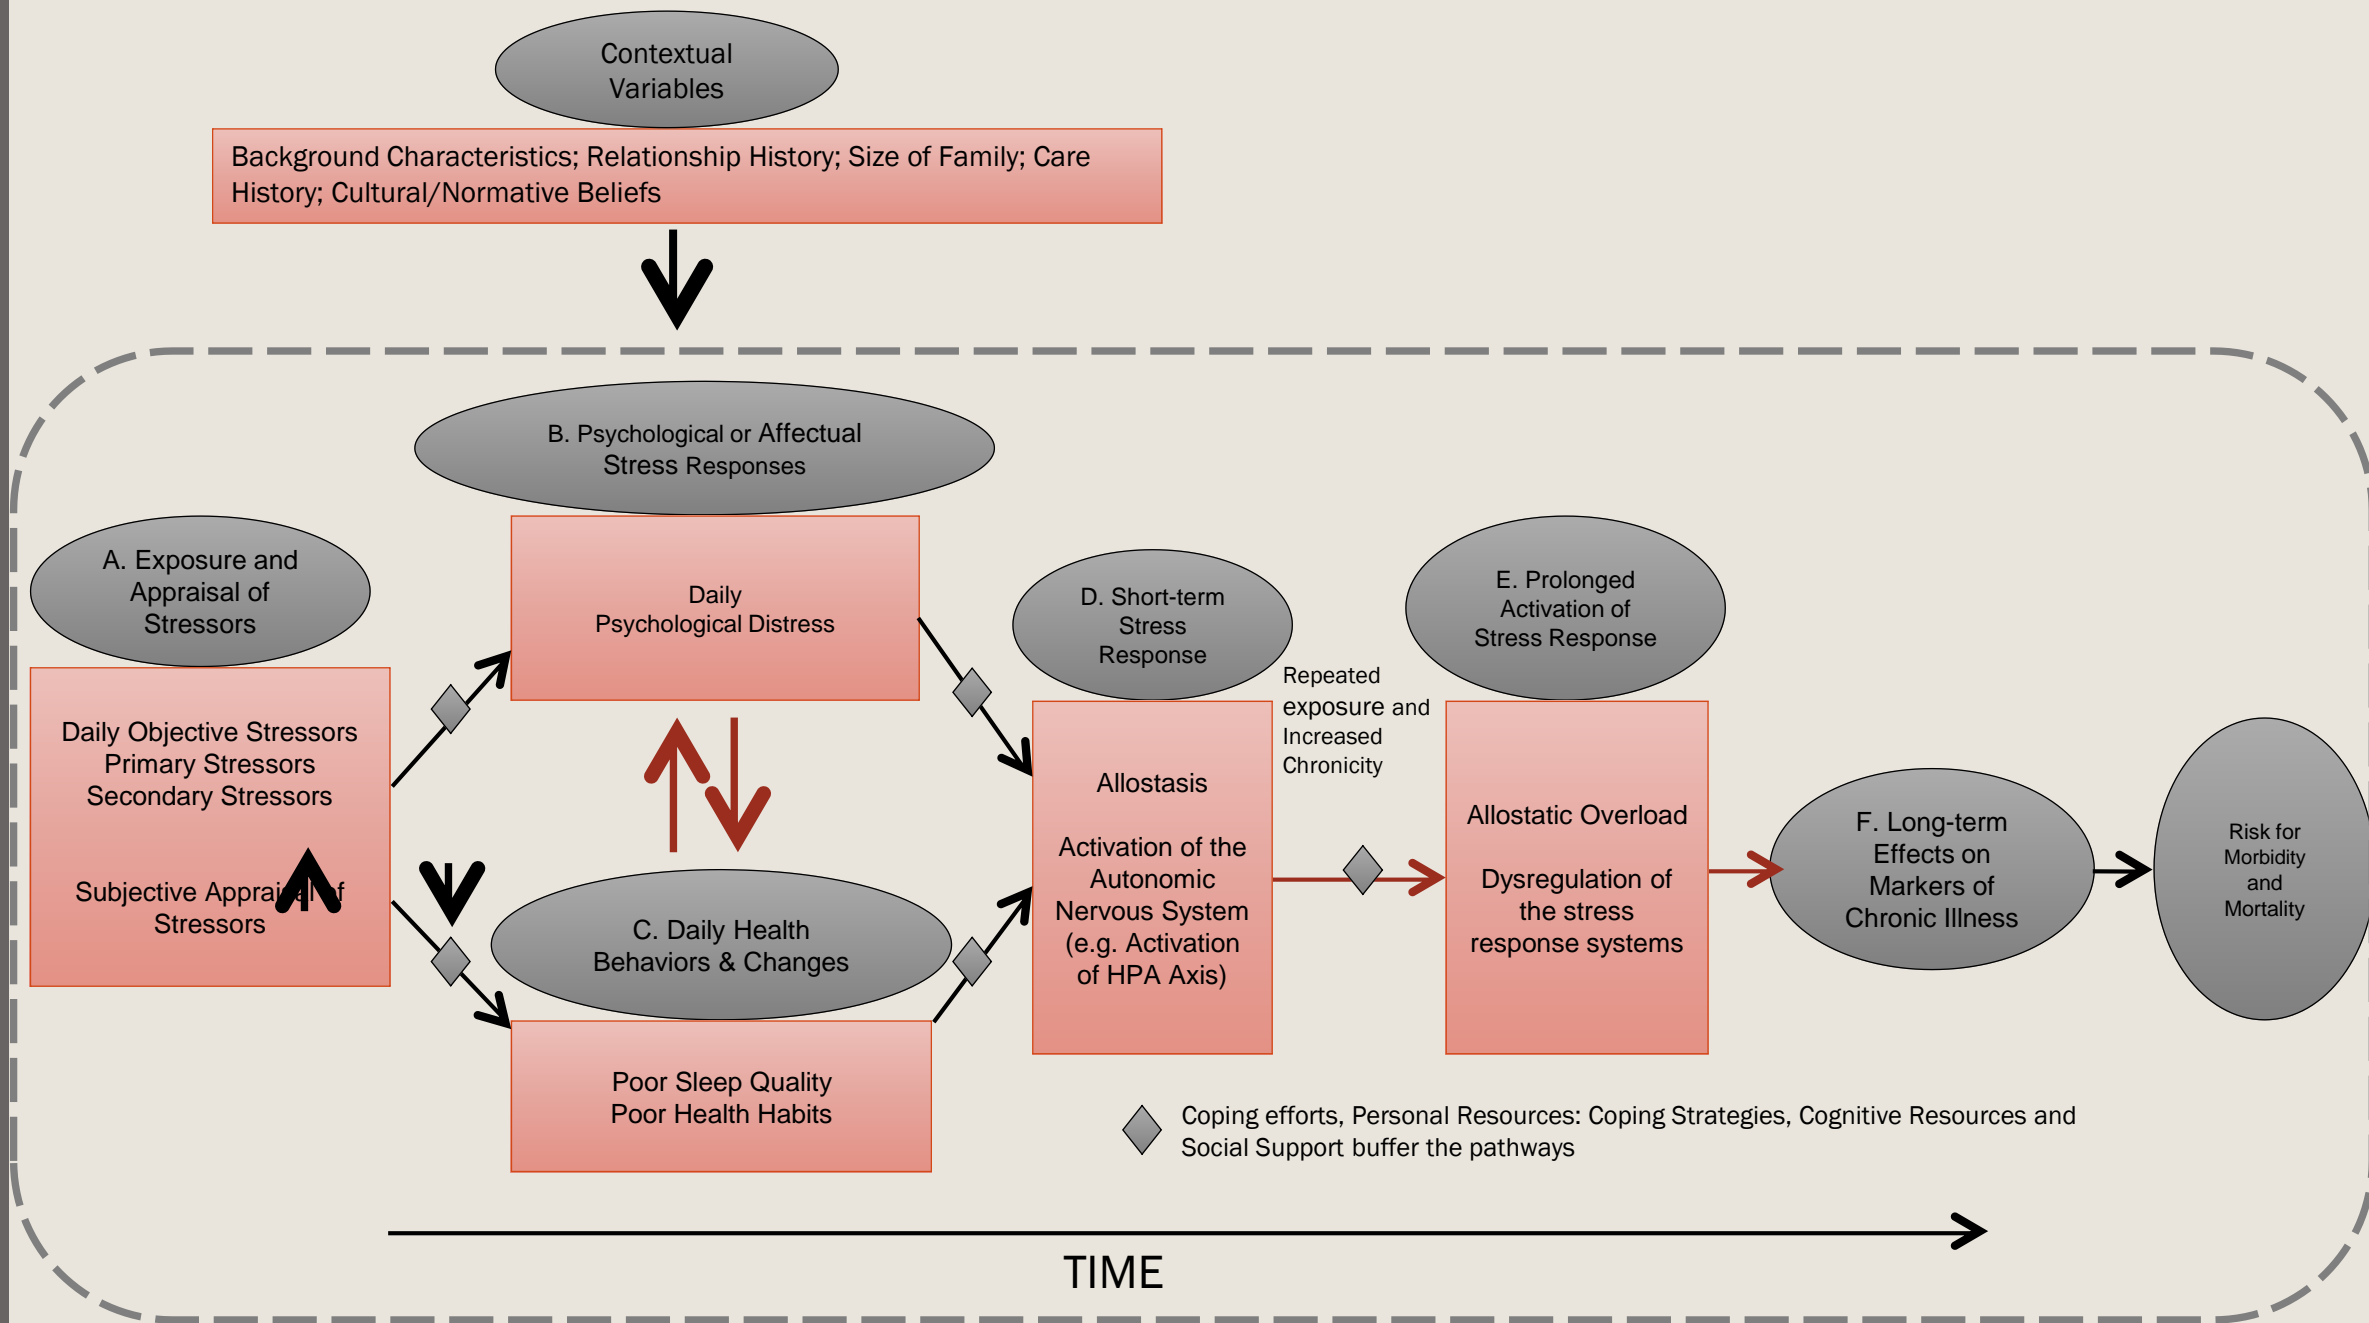 Contextual
Variables
Background Characteristics; Relationship History; Size of Family; Care
History; Cultural/Normative Beliefs
B. Psychological or Affectual
Stress Responses
Daily
Psychological Distress
A. Exposure and
Appraisal of
Stressors
Daily Objective Stressors
Primary Stressors
Secondary Stressors
Subjective Appraisal of
Stressors
C. Daily Health
Behaviors & Changes
Poor Sleep Quality
Poor Health Habits
D. Short-term
Stress
Response
Allostasis
Activation of the
Autonomic
Nervous System
(e.g. Activation
of HPA Axis)
Repeated
exposure and
Increased
Chronicity
E. Prolonged
Activation of
Stress Response
Allostatic Overload
Dysregulation of
the stress
response systems
F. Long-term
Effects on
Markers of
Chronic Illness
Risk for
Morbidity
and
Mortality
Coping efforts, Personal Resources: Coping Strategies, Cognitive Resources and
Social Support buffer the pathways
TIME